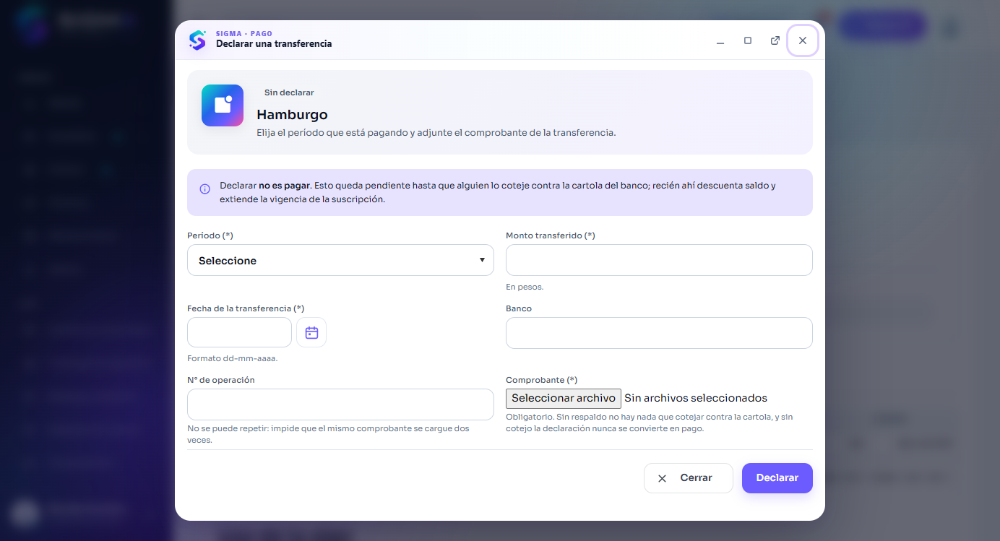 SIGMA · PAGO
Declarar una transferencia
Sin declarar
Hamburgo
Elija el período que está pagando y adjunte el comprobante de la transferencia.
Declarar no es pagar. Esto queda pendiente hasta que alguien lo coteje contra la cartola del banco; recién ahí descuenta saldo y
extiende la vigencia de la suscripción.
Período (*)
Seleccione
Monto transferido (*)
En pesos.
Fecha de la transferencia (*)
Formato dd-mm-aaaa.
Banco
N° de operación
No se puede repetir: impide que el mismo comprobante se cargue dos
veces.
Comprobante (*)
Seleccionar archivo Sin archivos seleccionados
Obligatorio. Sin respaldo no hay nada que cotejar contra la cartola, y sin
cotejo la declaración nunca se convierte en pago.
Cerrar
Declarar